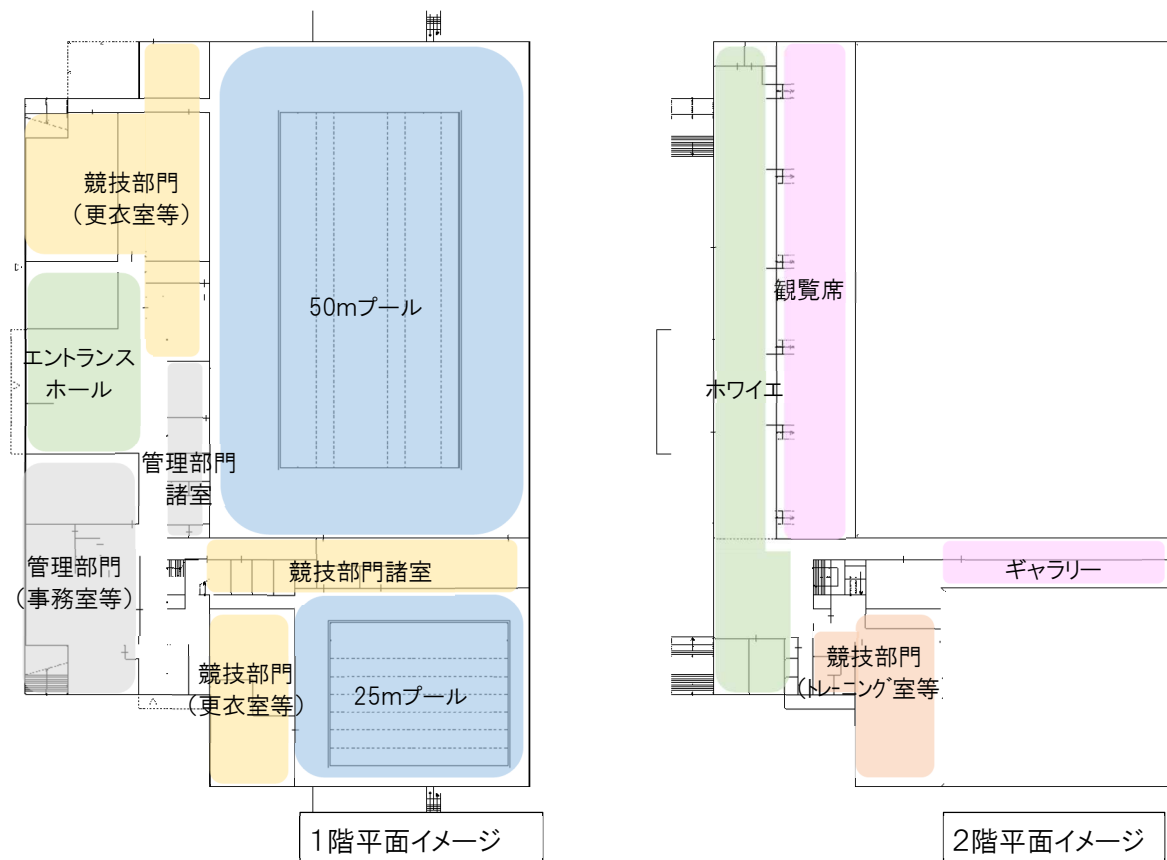 競技部門
（更衣室等）
50mプール
エントランス
ホール
管理部門
諸室
管理部門
（事務室等）
競技部門諸室
競技部門
（更衣室等）
25mプール
1階平面イメージ
観覧席
ホワイエ
ギャラリー
競技部門
（ﾄﾚｰﾆﾝｸﾞ室等
2階平面イメージ